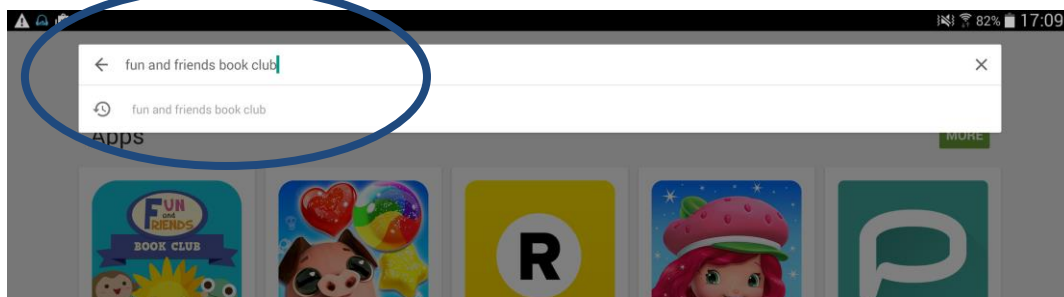 82% 17:09
fun and friends book club
fun and friends book club
Apps
MORE
FUN
and
FRIENDS
BOOK CLUB
R